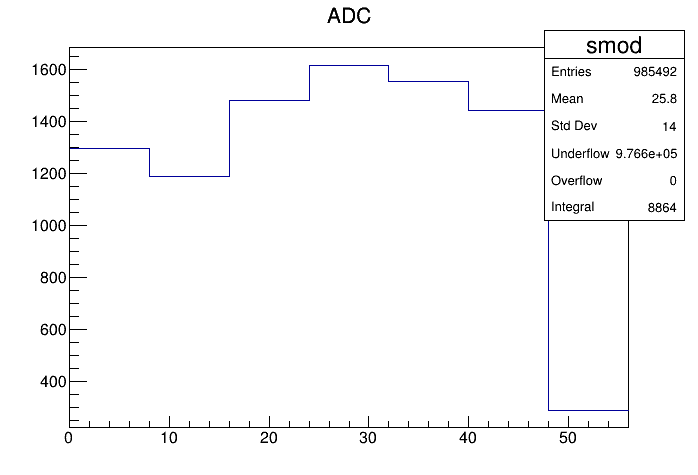 ADC
smod
Entries 985492
Mean 25.8
Std Dev 14
Underflow 9.766e+05
Overflow 0
Integral 8864
1600
1400
1200
1000
800
600
400
0 10 20 30 40 50